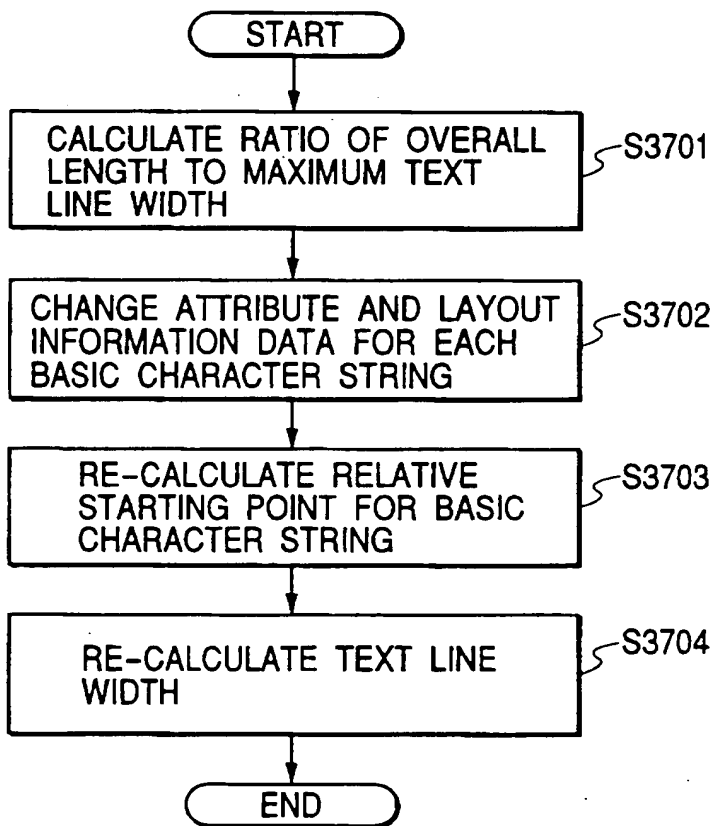 START
CALCULATE RATIO OF OVERALL
LENGTH TO MAXIMUM TEXT
LINE WIDTH
S3701
CHANGE ATTRIBUTE AND LAYOUT
INFORMATION DATA FOR EACH
BASIC CHARACTER STRING
S3702
RE-CALCULATE RELATIVE
STARTING POINT FOR BASIC
CHARACTER STRING
S3703
RE-CALCULATE TEXT LINE
WIDTH
S3704
END